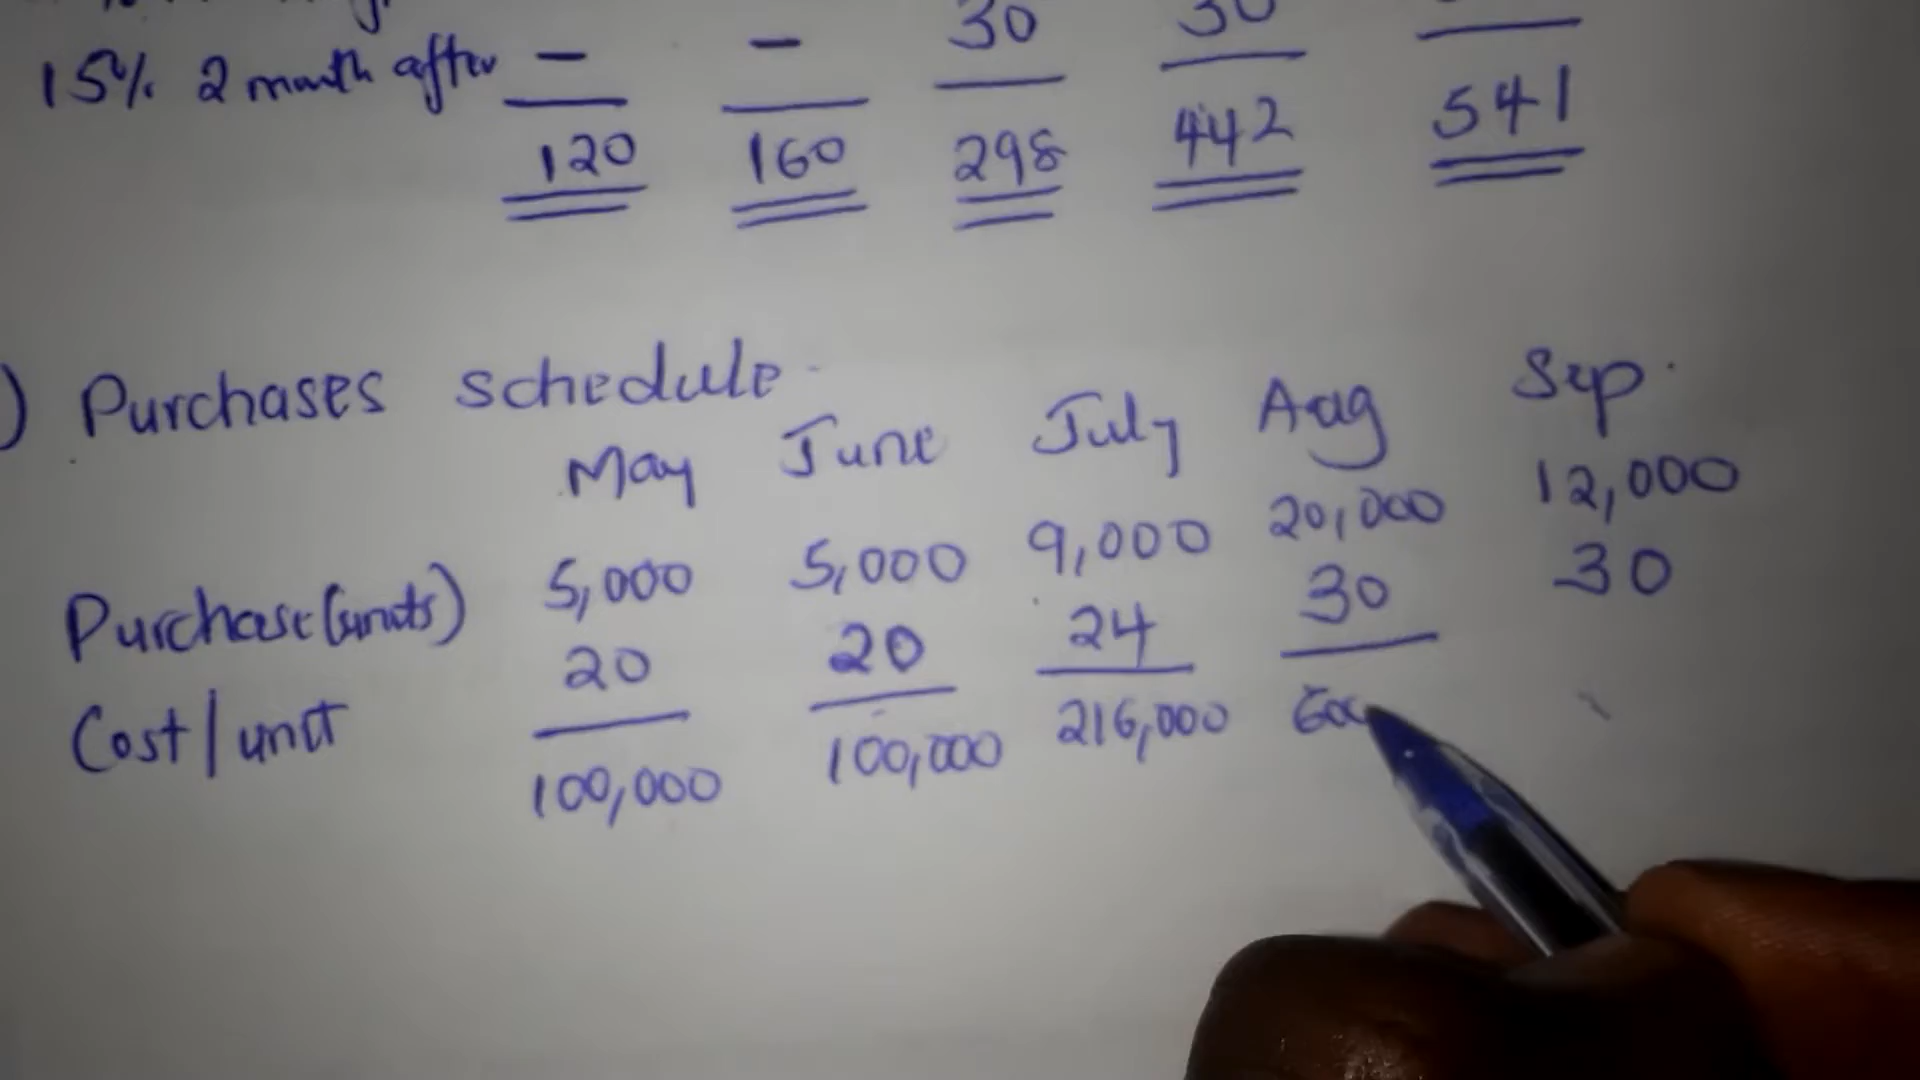 30 30
15% 2 month after - -
120 160 298 442 541
) Purchases schedule
May June July Aug Sep.
Purchase (units) 5,000 5,000 9,000 20,000 12,000
Cost/unit 20 20 24 30 30
100,000 100,000 216,000 600